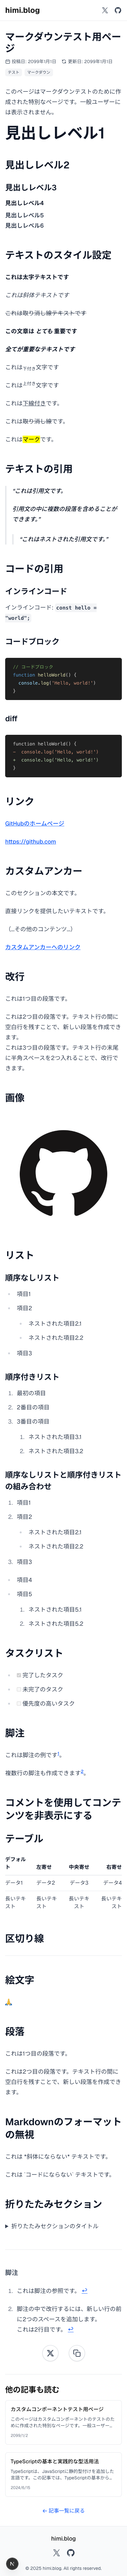 himi.blog
マークダウンテスト用ページ
投稿日: 2099年1月1日 更新日: 2099年1月1日
テスト マークダウン
このページはマークダウンテストのために作成された特別なページです。一般ユーザーには表示されません。
見出しレベル1
見出しレベル2
見出しレベル3
見出しレベル4
見出しレベル5
見出しレベル6
テキストのスタイル設定
これは太字テキストです
これは斜体テキストです
これは取り消し線テキストです
この文章は とても 重要です
全てが重要なテキストです
これは下付き文字です
これは上付き文字です
これは下線付きです。
これは取り消し線です。
これはマークです。
テキストの引用
"これは引用文です。
引用文の中に複数の段落を含めることができます。"
"これはネストされた引用文です。"
コードの引用
インラインコード
インラインコード: const hello = "world";
コードブロック
// コードブロック
function helloWorld() {
console.log("Hello, world!")
}
diff
function helloWorld() {
- console.log("Hello, world!")
+ console.log("Hello, world!")
}
リンク
GitHubのホームページ
https://github.com
カスタムアンカー
このセクションの本文です。
直接リンクを提供したいテキストです。
（...その他のコンテンツ...）
カスタムアンカーへのリンク
改行
これは1つ目の段落です。
これは2つ目の段落です。テキスト行の間に空白行を残すことで、新しい段落を作成できます。
これは3つ目の段落です。テキスト行の末尾に半角スペースを2つ入れることで、改行できます。
画像
リスト
順序なしリスト
項目1
項目2
ネストされた項目2.1
ネストされた項目2.2
項目3
順序付きリスト
1. 最初の項目
2. 2番目の項目
3. 3番目の項目
1. ネストされた項目3.1
2. ネストされた項目3.2
順序なしリストと順序付きリストの組み合わせ
1. 項目1
2. 項目2
ネストされた項目2.1
ネストされた項目2.2
3. 項目3
項目4
項目5
1. ネストされた項目5.1
2. ネストされた項目5.2
タスクリスト
完了したタスク
未完了のタスク
優先度の高いタスク
脚注
これは脚注の例です1。
複数行の脚注も作成できます2。
コメントを使用してコンテンツを非表示にする
テーブル
デフォルト 左寄せ 中央寄せ 右寄せ
データ1 データ2 データ3 データ4
長いテキスト 長いテキスト 長いテキスト 長いテキスト
区切り線
絵文字
🙏
段落
これは1つ目の段落です。
これは2つ目の段落です。テキスト行の間に空白行を残すことで、新しい段落を作成できます。
Markdownのフォーマットの無視
これは *斜体にならない* テキストです。
これは `コードにならない` テキストです。
折りたたみセクション
折りたたみセクションのタイトル
脚注
1. これは脚注の参照です。 ↩
2. 脚注の中で改行するには、新しい行の前に2つのスペースを追加します。
これは2行目です。 ↩
他の記事も読む
カスタムコンポーネントテスト用ページ
このページはカスタムコンポーネントのテストのために作成された特別なページです。一般ユーザー...
2099/1/2
TypeScriptの基本と実践的な型活用法
TypeScriptは、JavaScriptに静的型付けを追加した言語です。この記事では、TypeScriptの基本から...
← 記事一覧に戻る
himi.blog
N
© 2025 himi.blog. All rights reserved.